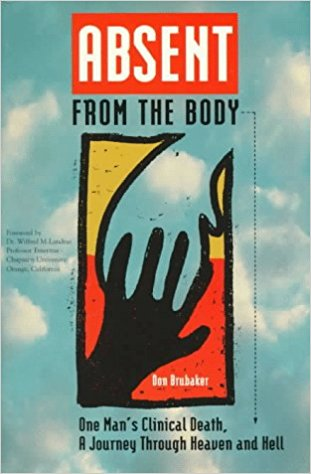 ABSENT
FROM THE BODY
Foreword by
Dr. Wilfred M. Landrus
Professor Emeritus -
Chapman University
Orange, California
Don Brubaker
One Man's Clinical Death,
A Journey Through Heaven and Hell